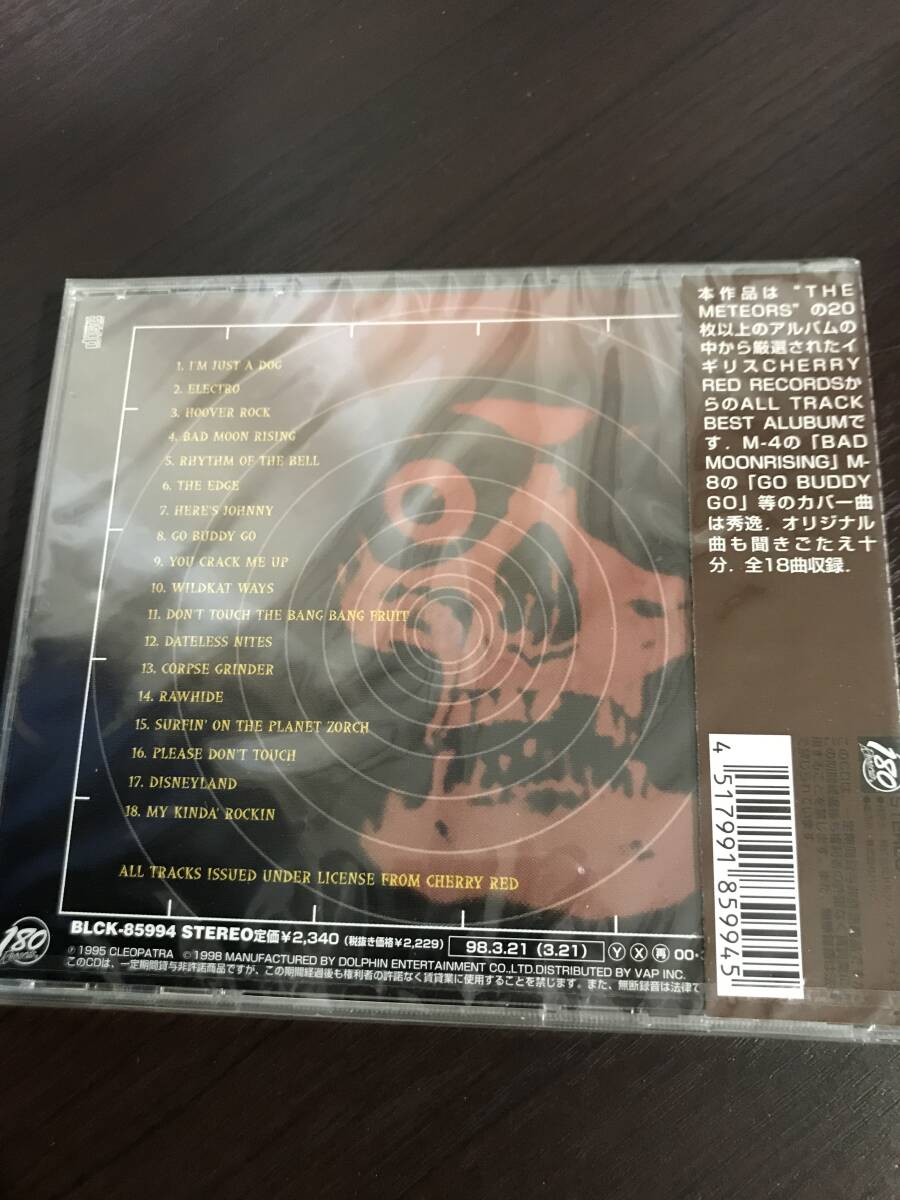 1. I'M JUST A DOG
2. ELECTRO
3. HOOVER ROCK
4. BAD MOON RISING
5. RHYTHM OF THE BELL
6. THE EDGE
7. HERE'S JOHNNY
8. GO BUDDY GO
9. YOU CRACK ME UP
10. WILDKAT WAYS
11. DON'T TOUCH THE BANG BANG FRUIT
12. DATELESS NITES
13. CORPSE GRINDER
14. RAWHIDE
15. SURFIN' ON THE PLANET ZORCH
16. PLEASE DON'T TOUCH
17. DISNEYLAND
18. MY KINDA' ROCKIN
ALL TRACKS ISSUED UNDER LICENSE FROM CHERRY RED
180
BLCK-85994 STEREO定価¥2,340 (税抜き価格¥2,229) 98.3.21 (3.21) Ⓨ Ⓧ 再 00・
℗ 1995 CLEOPATRA © 1998 MANUFACTURED BY DOLPHIN ENTERTAINMENT CO.,LTD.DISTRIBUTED BY VAP INC.
このCDは、一定期間貸与非許諾商品ですが、この期間経過後も権利者の許諾なく賃貸業に使用することを禁じます。また、無断録音は法律で
本作品は "THE
METEORS" の20
枚以上のアルバムの
中から厳選されたイ
ギリスCHERRY
RED RECORDSか
らのALL TRACK
BEST ALUBUMで
す. M-4の「BAD
MOONRISING」M-
8の「GO BUDDY
GO」等のカバー曲
は秀逸. オリジナル
曲も聞きごたえ十
分. 全18曲収録.
180
4 517991 859945